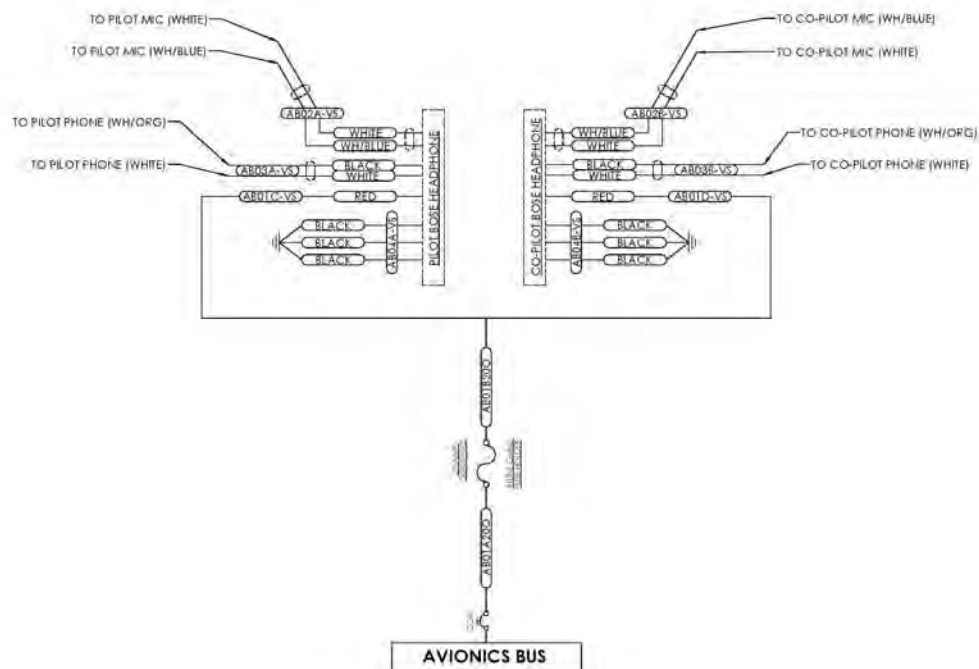 TO PILOT MIC (WHITE)
TO PILOT MIC (WH/BLUE)
TO PILOT PHONE (WH/ORG)
TO PILOT PHONE (WHITE)
AB02A-VS
WHITE
WH/BLUE
AB03A-VS
BLACK
WHITE
AB01C-VS
RED
BLACK
BLACK
BLACK
AB04A-VS
PILOT BOSE HEADPHONE
TO CO-PILOT MIC (WH/BLUE)
TO CO-PILOT MIC (WHITE)
TO CO-PILOT PHONE (WH/ORG)
TO CO-PILOT PHONE (WHITE)
AB02B-VS
WH/BLUE
WHITE
BLACK
WHITE
AB03B-VS
RED
AB01D-VS
BLACK
BLACK
BLACK
AB04B-VS
CO-PILOT BOSE HEADPHONE
AB01B20O
AB01A20O
AVIONICS BUS